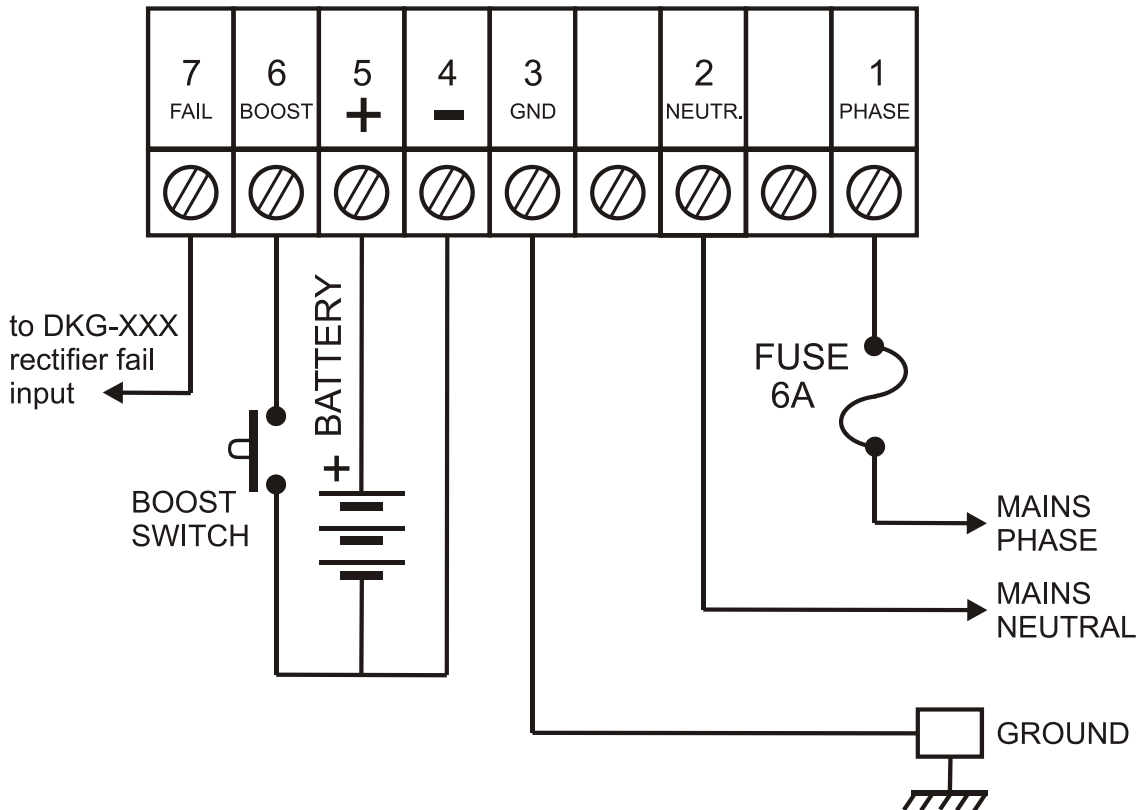 7 6 5 4 3 2 1
FAIL BOOST + - GND NEUTR. PHASE
to DKG-XXX
rectifier fail
input
+ BATTERY
FUSE
6A
BOOST
SWITCH
MAINS
PHASE
MAINS
NEUTRAL
GROUND